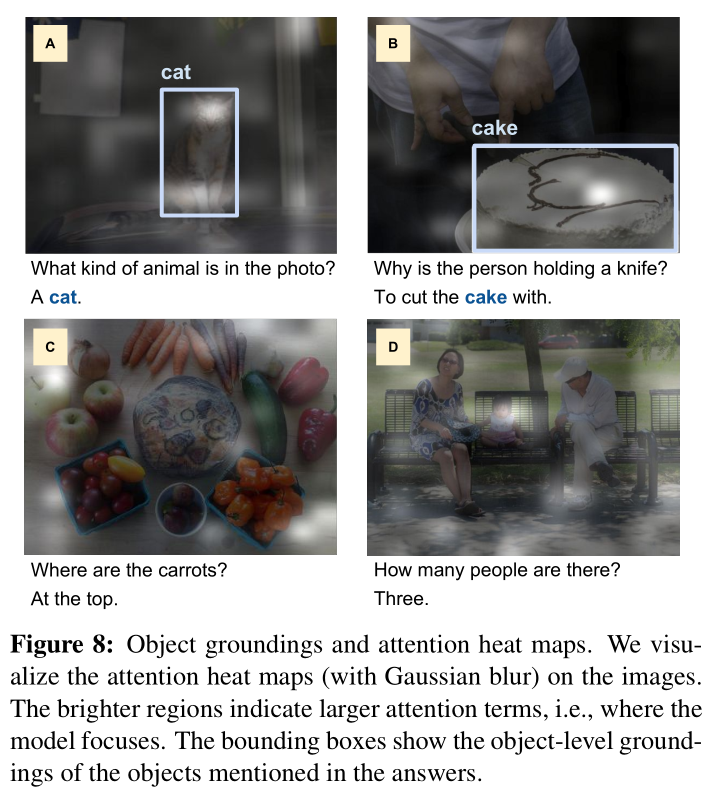 A
cat
What kind of animal is in the photo?
A cat.
B
cake
Why is the person holding a knife?
To cut the cake with.
C
Where are the carrots?
At the top.
D
How many people are there?
Three.
Figure 8: Object groundings and attention heat maps. We visu-
alize the attention heat maps (with Gaussian blur) on the images.
The brighter regions indicate larger attention terms, i.e., where the
model focuses. The bounding boxes show the object-level ground-
ings of the objects mentioned in the answers.